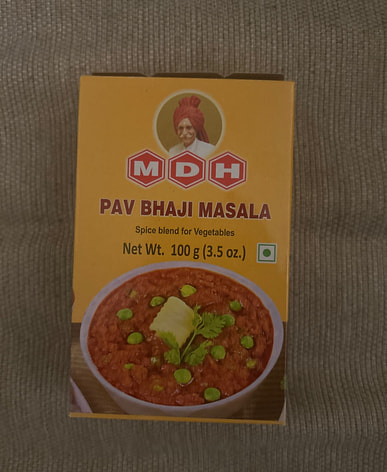 MDH
PAV BHAJI MASALA
Spice blend for Vegetables
Net Wt. 100 g (3.5 oz.)